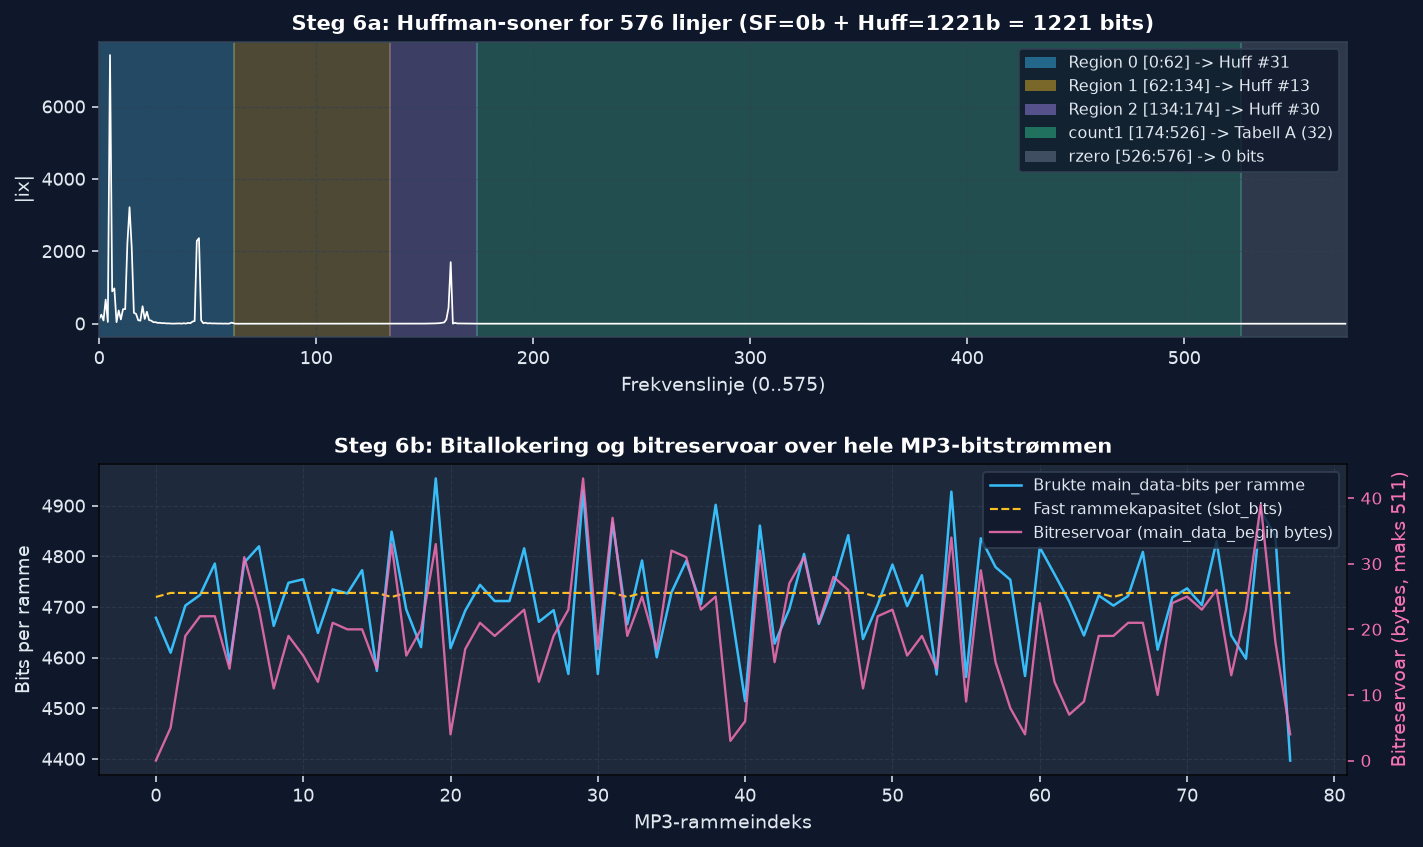 Steg 6a: Huffman-soner for 576 linjer (SF=0b + Huff=1221b = 1221 bits)
Region 0 [0:62] -> Huff #31
Region 1 [62:134] -> Huff #13
Region 2 [134:174] -> Huff #30
count1 [174:526] -> Tabell A (32)
rzero [526:576] -> 0 bits
|ix|
6000
4000
2000
0
0 100 200 300 400 500
Frekvenslinje (0..575)
Steg 6b: Bitallokering og bitreservoar over hele MP3-bitstrømmen
Brukte main_data-bits per ramme
Fast rammekapasitet (slot_bits)
Bitreservoar (main_data_begin bytes)
Bits per ramme
4900
4800
4700
4600
4500
4400
40
30
20
10
0
Bitreservoar (bytes, maks 511)
0 10 20 30 40 50 60 70 80
MP3-rammeindeks